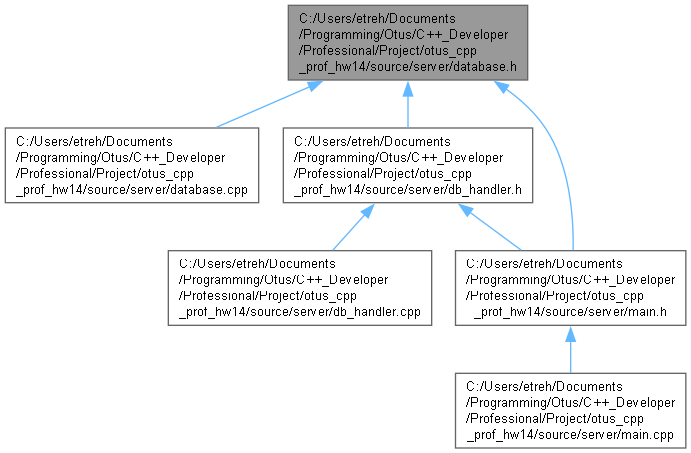 C:/Users/etreh/Documents
/Programming/Otus/C++_Developer
/Professional/Project/otus_cpp
_prof_hw14/source/server/database.h
C:/Users/etreh/Documents
/Programming/Otus/C++_Developer
/Professional/Project/otus_cpp
_prof_hw14/source/server/database.cpp
C:/Users/etreh/Documents
/Programming/Otus/C++_Developer
/Professional/Project/otus_cpp
_prof_hw14/source/server/db_handler.h
C:/Users/etreh/Documents
/Programming/Otus/C++_Developer
/Professional/Project/otus_cpp
_prof_hw14/source/server/db_handler.cpp
C:/Users/etreh/Documents
/Programming/Otus/C++_Developer
/Professional/Project/otus_cpp
_prof_hw14/source/server/main.h
C:/Users/etreh/Documents
/Programming/Otus/C++_Developer
/Professional/Project/otus_cpp
_prof_hw14/source/server/main.cpp